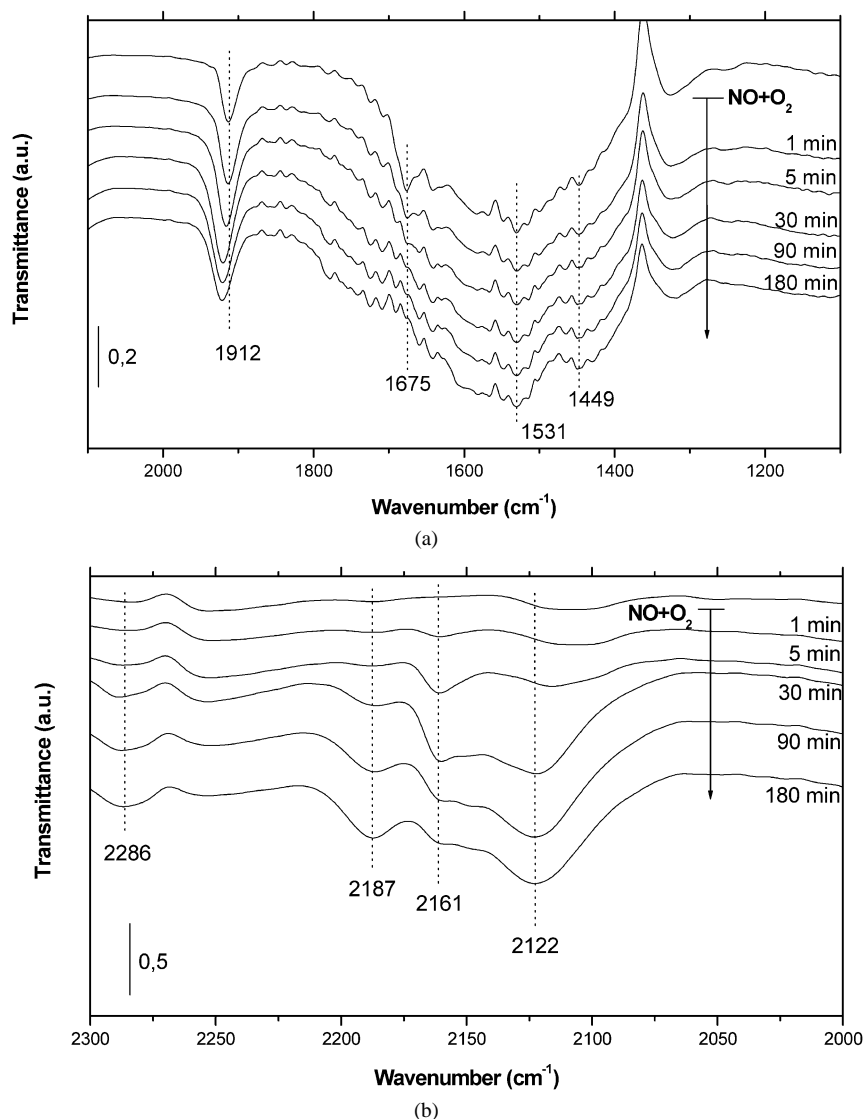 NO+O₂
1 min
5 min
30 min
90 min
180 min
Transmittance (a.u.)
0,2
1912
1675
1531
1449
2000 1800 1600 1400 1200
Wavenumber (cm⁻¹)
(a)
NO+O₂
1 min
5 min
30 min
90 min
180 min
Transmittance (a.u.)
2286
2187
2161
2122
0,5
2300 2250 2200 2150 2100 2050 2000
Wavenumber (cm⁻¹)
(b)